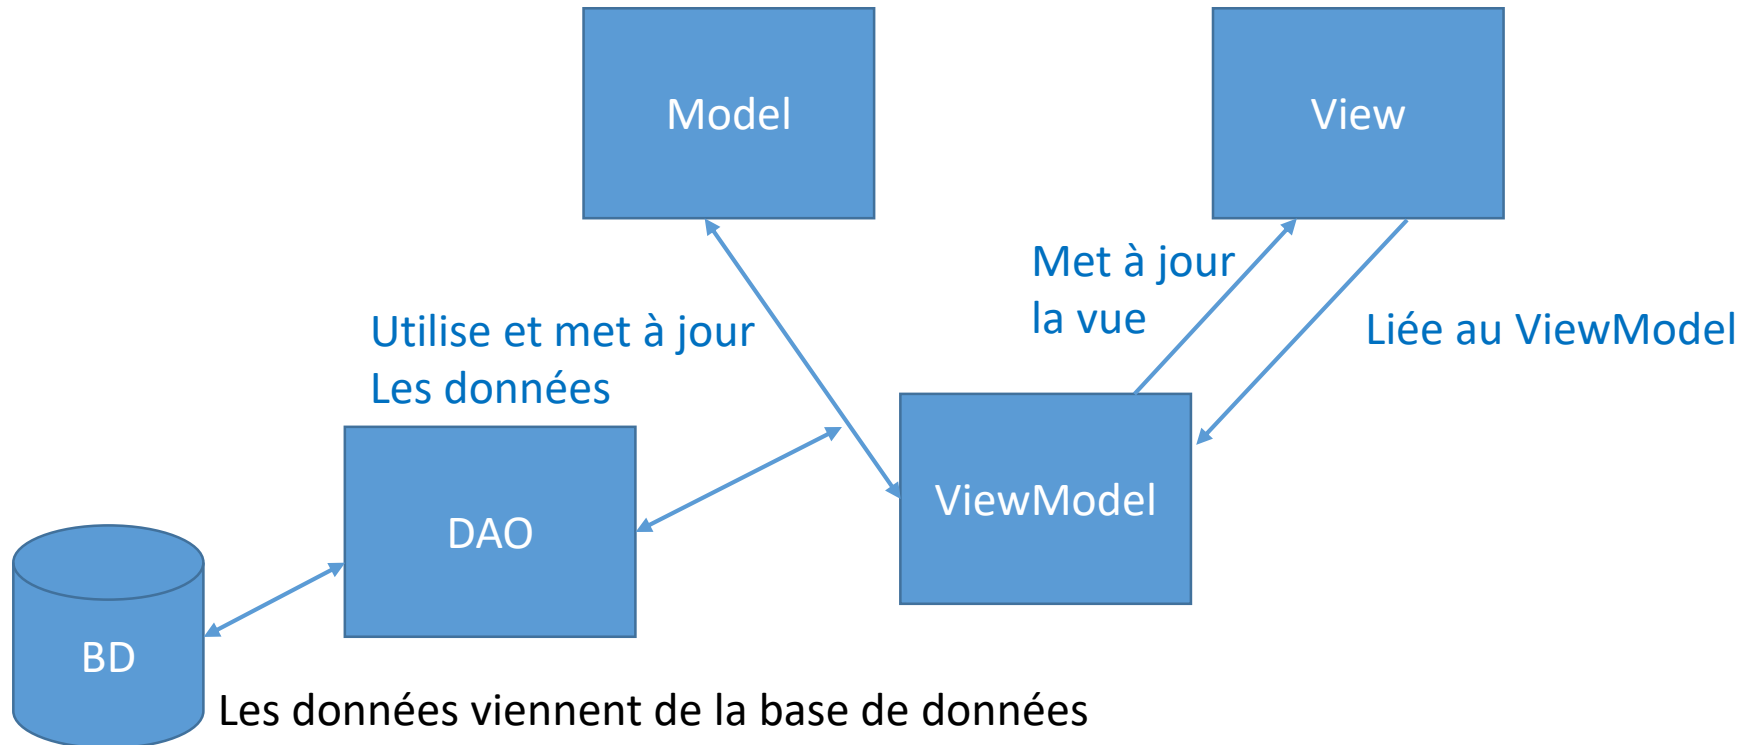 Model
View
Met à jour
la vue
Utilise et met à jour
Les données
Liée au ViewModel
ViewModel
DAO
BD
Les données viennent de la base de données